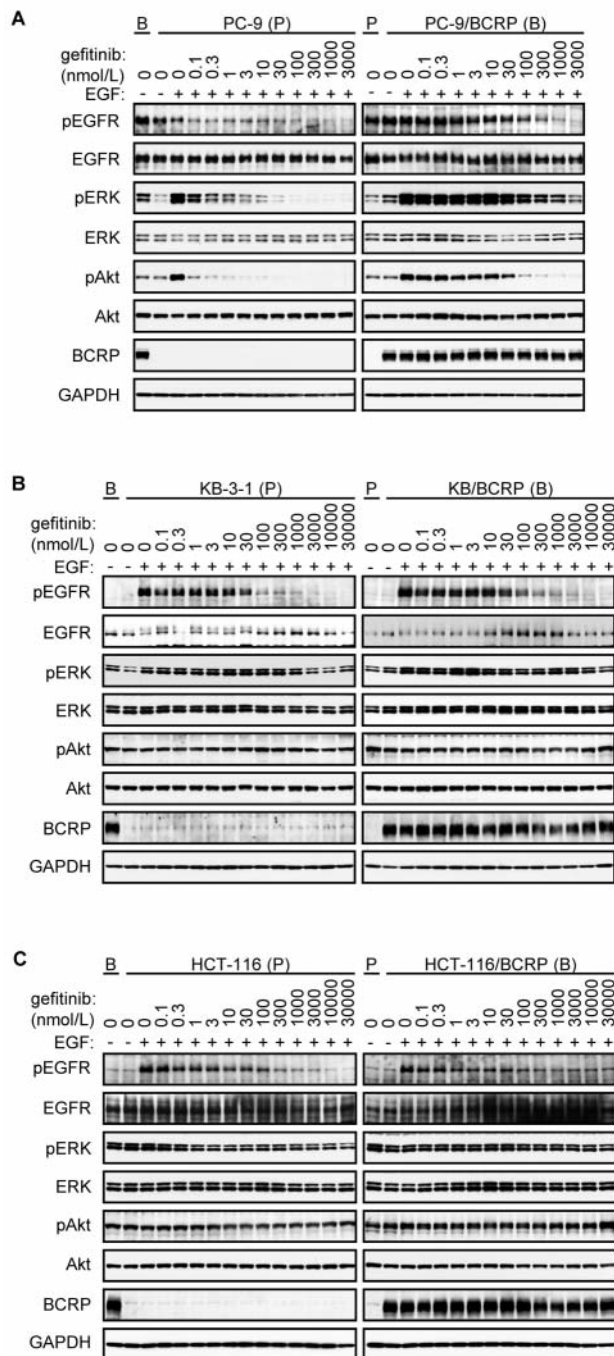 A
B PC-9 (P) P PC-9/BCRP (B)
gefitinib: (nmol/L) 0 0 0 0.1 0.3 1 3 10 30 100 300 1000 3000 0 0 0 0.1 0.3 1 3 10 30 100 300 1000 3000
EGF: - - + + + + + + + + + + + - - + + + + + + + + + + +
pEGFR
EGFR
pERK
ERK
pAkt
Akt
BCRP
GAPDH
B
B KB-3-1 (P) P KB/BCRP (B)
gefitinib: (nmol/L) 0 0 0 0.1 0.3 1 3 10 30 100 300 1000 3000 10000 30000 0 0 0 0.1 0.3 1 3 10 30 100 300 1000 3000 10000 30000
EGF: - - + + + + + + + + + + + + + - - + + + + + + + + + + + + +
pEGFR
EGFR
pERK
ERK
pAkt
Akt
BCRP
GAPDH
C
B HCT-116 (P) P HCT-116/BCRP (B)
gefitinib: (nmol/L) 0 0 0 0.1 0.3 1 3 10 30 100 300 1000 3000 10000 30000 0 0 0 0.1 0.3 1 3 10 30 100 300 1000 3000 10000 30000
EGF: - - + + + + + + + + + + + + + - - + + + + + + + + + + + + +
pEGFR
EGFR
pERK
ERK
pAkt
Akt
BCRP
GAPDH